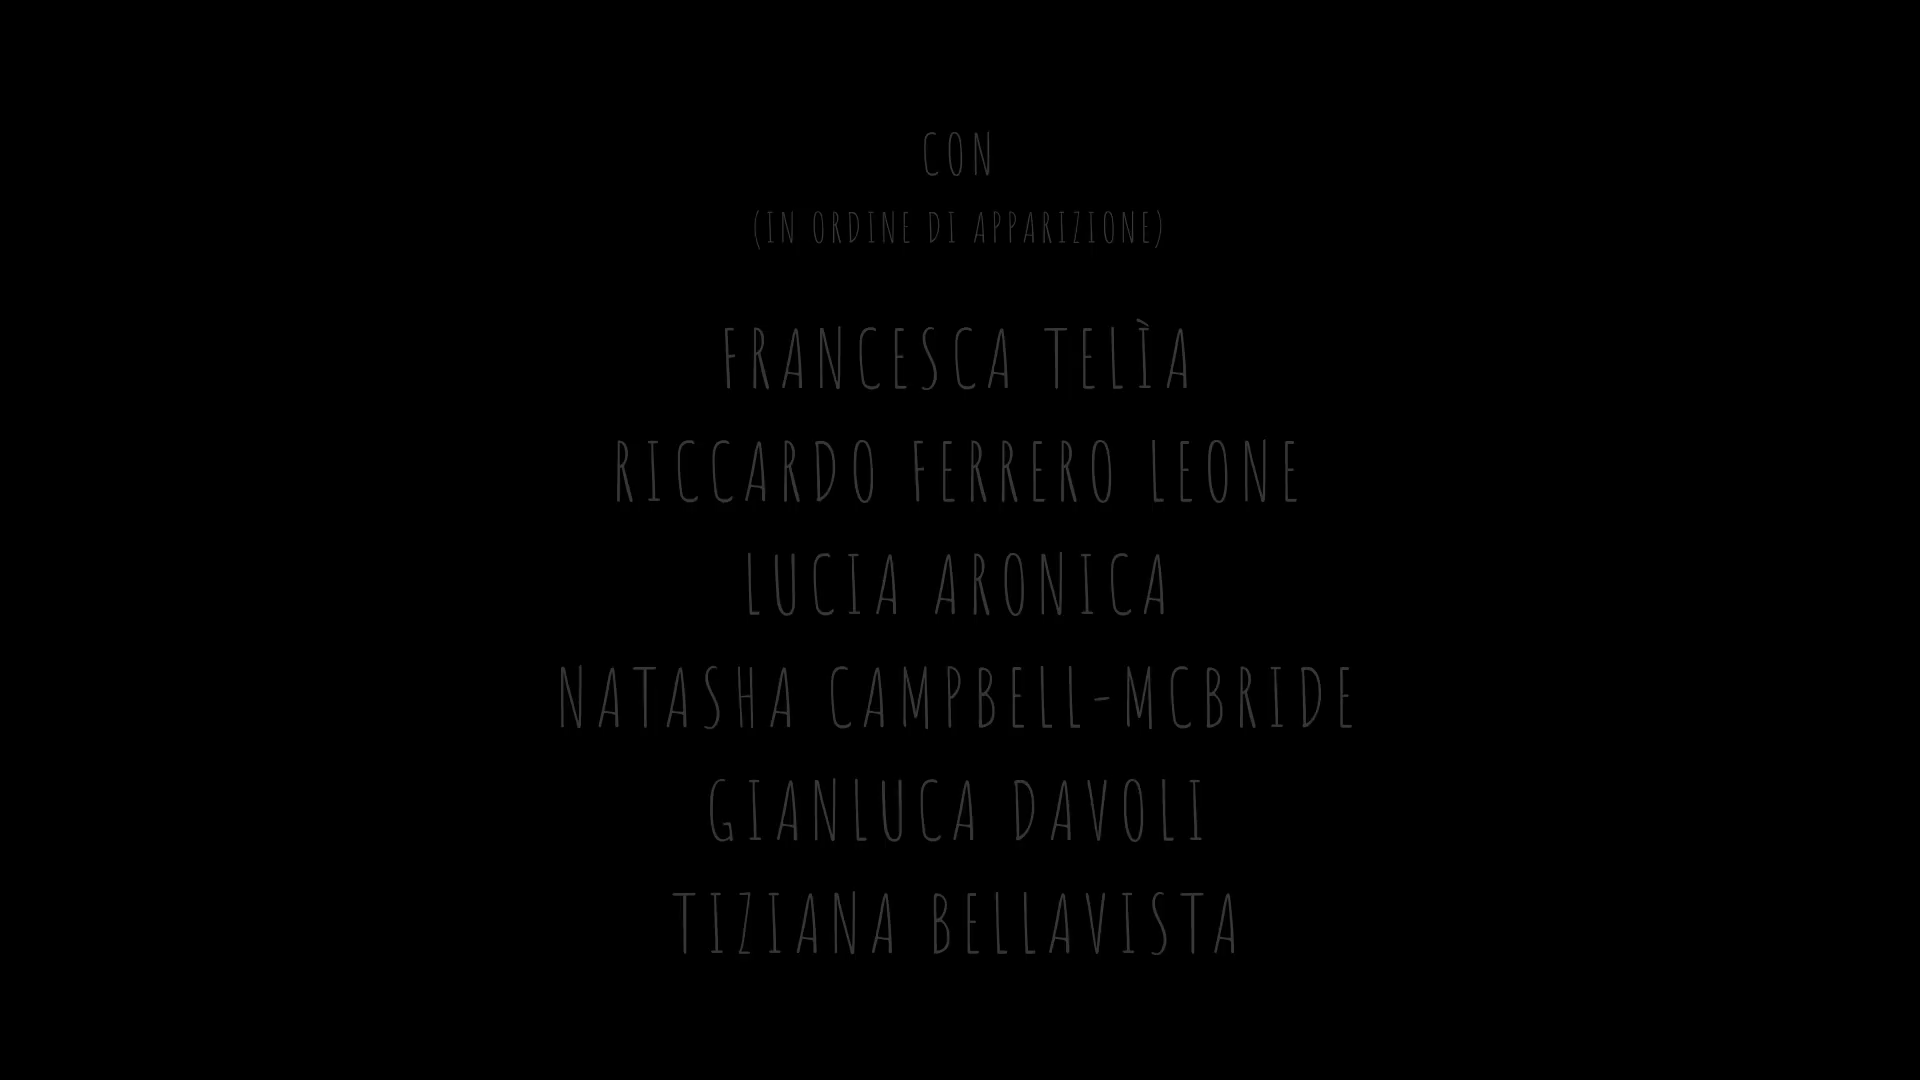 CON
(IN ORDINE DI APPARIZIONE)
FRANCESCA TELÌA
RICCARDO FERRERO LEONE
LUCIA ARONICA
NATASHA CAMPBELL-MCBRIDE
GIANLUCA DAVOLI
TIZIANA BELLAVISTA